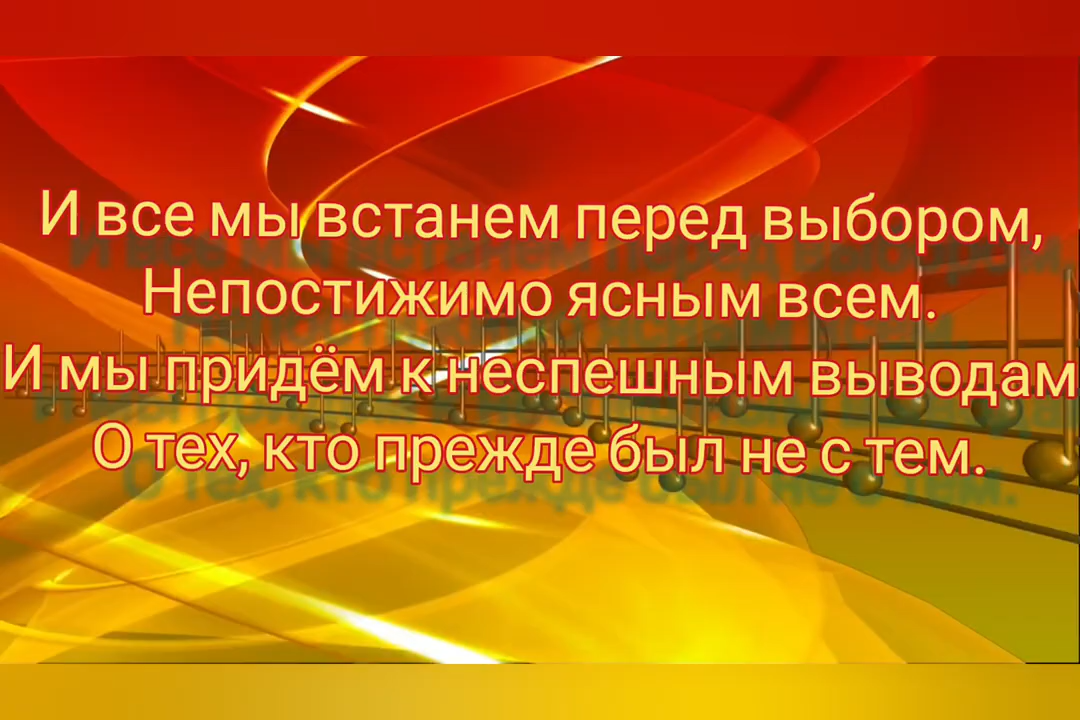 И все мы встанем перед выбором,
Непостижимо ясным всем.
И мы придём к неспешным выводам
О тех, кто прежде был не с тем.